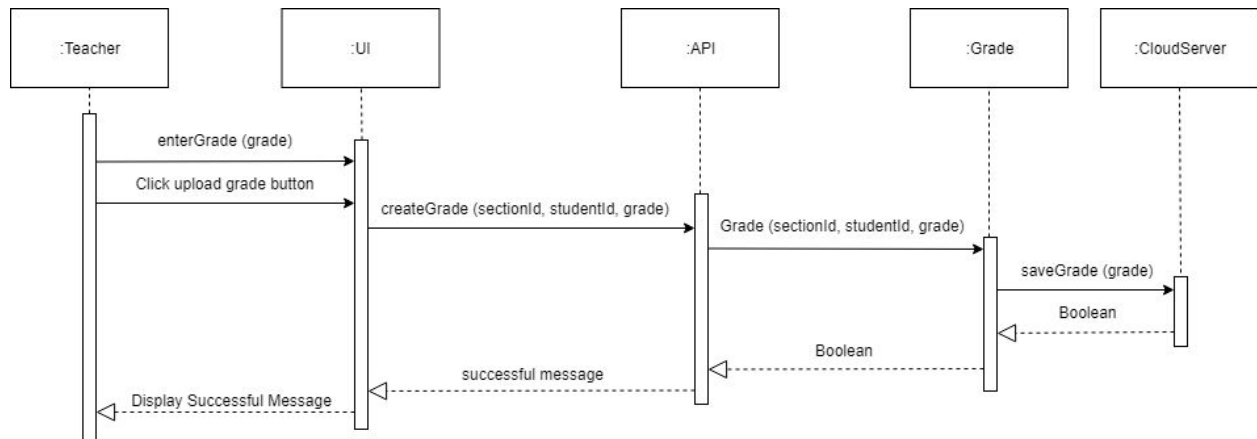 :Teacher
:UI
:API
:Grade
:CloudServer
enterGrade (grade)
Click upload grade button
createGrade (sectionId, studentId, grade)
Grade (sectionId, studentId, grade)
saveGrade (grade)
Boolean
Boolean
successful message
Display Successful Message